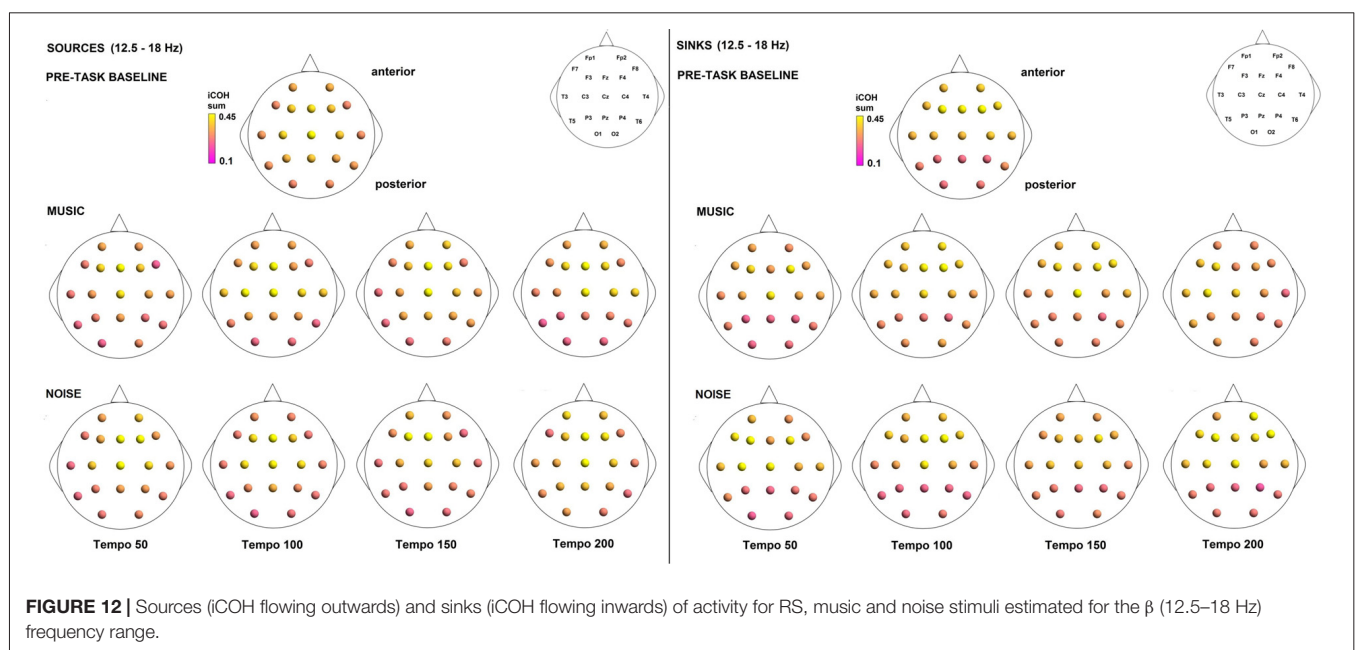 SOURCES (12.5 - 18 Hz)
PRE-TASK BASELINE
anterior
iCOH
sum
0.45
0.1
posterior
Fp1 Fp2
F7 F8
F3 Fz F4
T3 C3 Cz C4 T4
T5 P3 Pz P4 T6
O1 O2
MUSIC
NOISE
Tempo 50 Tempo 100 Tempo 150 Tempo 200
SINKS (12.5 - 18 Hz)
PRE-TASK BASELINE
anterior
iCOH
sum
0.45
0.1
posterior
Fp1 Fp2
F7 F8
F3 Fz F4
T3 C3 Cz C4 T4
T5 P3 Pz P4 T6
O1 O2
MUSIC
NOISE
Tempo 50 Tempo 100 Tempo 150 Tempo 200
FIGURE 12 | Sources (iCOH flowing outwards) and sinks (iCOH flowing inwards) of activity for RS, music and noise stimuli estimated for the β (12.5–18 Hz)
frequency range.